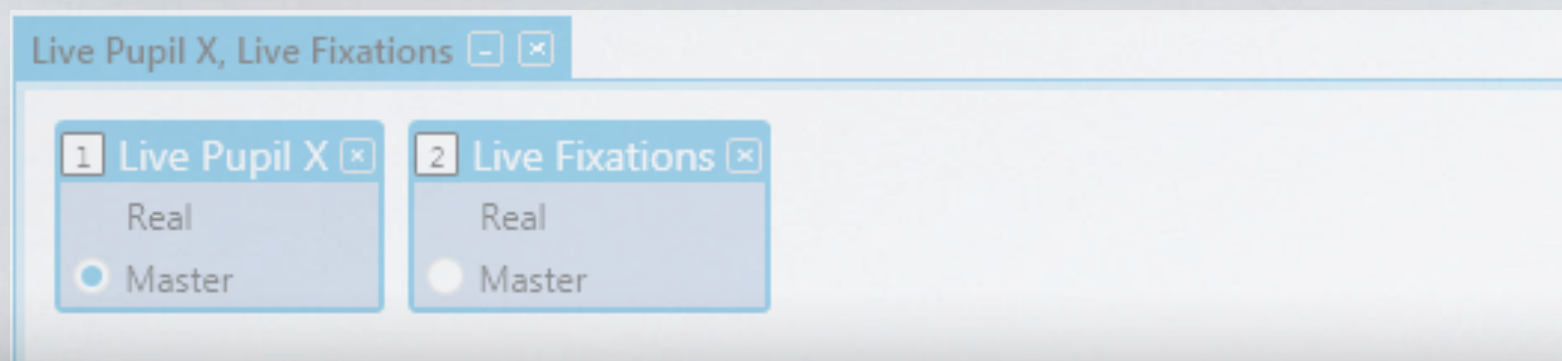 Live Pupil X, Live Fixations
1 Live Pupil X
Real
Master
2 Live Fixations
Real
Master